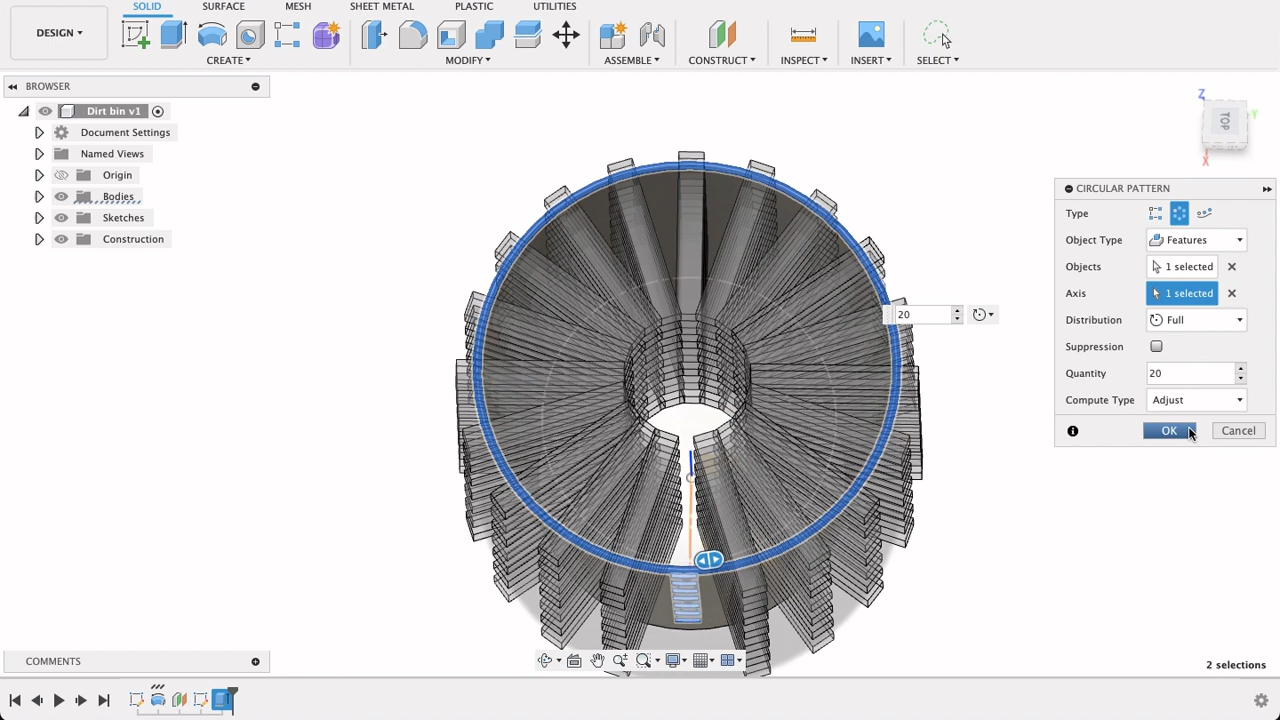 SOLID SURFACE MESH SHEET METAL PLASTIC UTILITIES
DESIGN
CREATE MODIFY ASSEMBLE CONSTRUCT INSPECT INSERT SELECT
BROWSER
Dirt bin v1
Document Settings
Named Views
Origin
Bodies
Sketches
Construction
Z
TOP
Y
X
20
CIRCULAR PATTERN
Type
Object Type Features
Objects 1 selected
Axis 1 selected
Distribution Full
Suppression
Quantity 20
Compute Type Adjust
OK Cancel
COMMENTS
2 selections